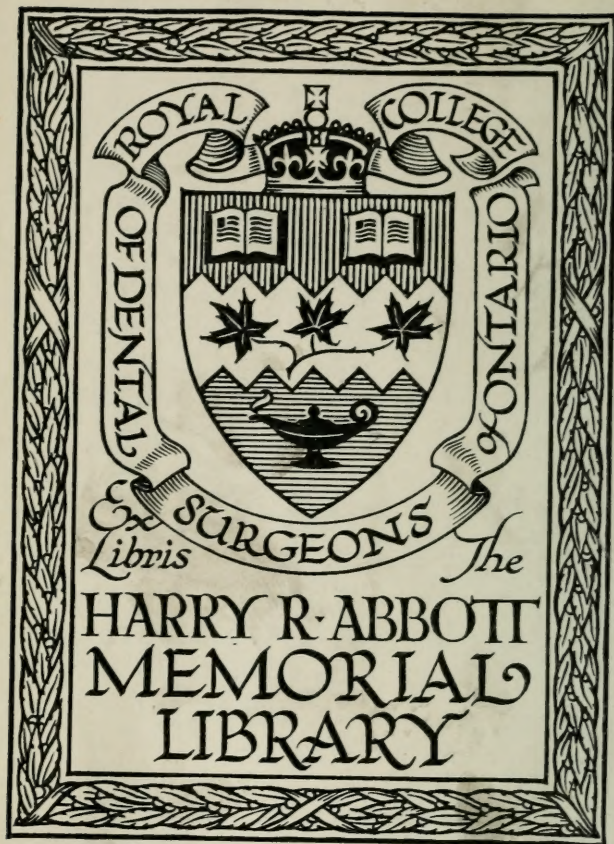 ROYAL COLLEGE
OF DENTAL
SURGEONS
of ONTARIO
Ex
Libris The
HARRY R. ABBOTT
MEMORIAL
LIBRARY